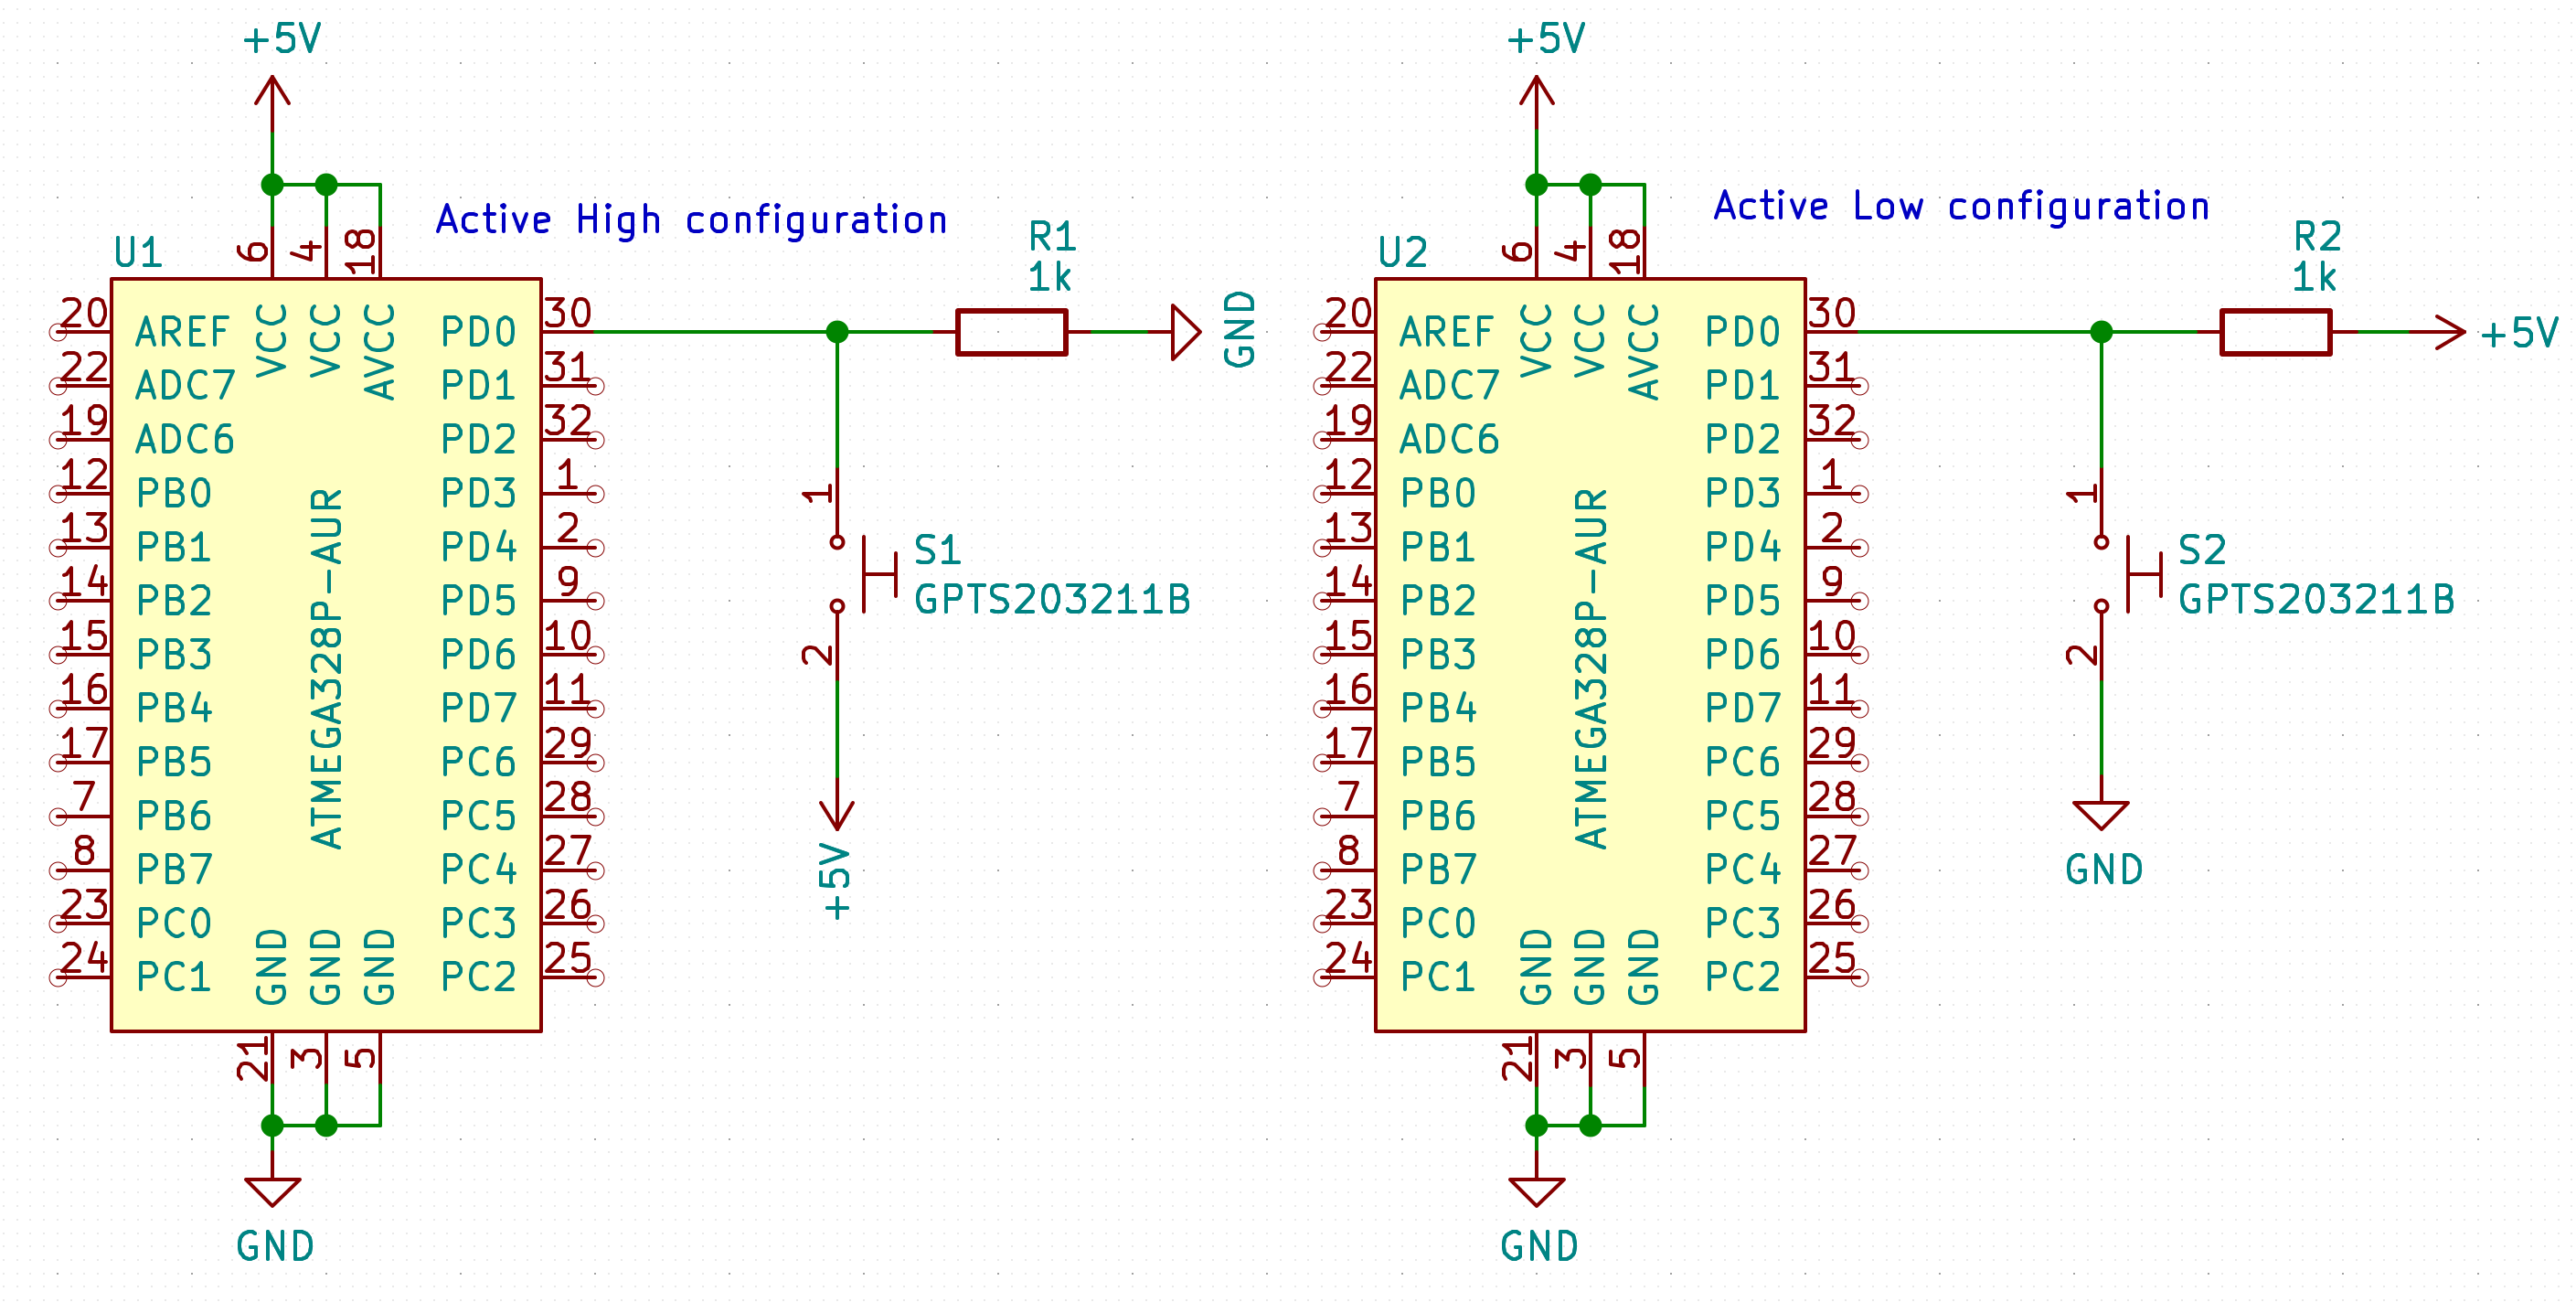 +5V
Active High configuration
U1
6
4
18
R1
1k
20
AREF
VCC
VCC
AVCC
PD0
30
GND
22
ADC7
PD1
31
19
ADC6
PD2
32
12
PB0
PD3
1
13
PB1
PD4
2
14
PB2
PD5
9
15
PB3
PD6
10
16
PB4
PD7
11
17
PB5
PC6
29
7
PB6
PC5
28
8
PB7
PC4
27
23
PC0
PC3
26
24
PC1
PC2
25
ATMEGA328P-AUR
GND
GND
GND
21
3
5
GND
1
S1
GPTS203211B
2
+5V
+5V
Active Low configuration
U2
6
4
18
R2
1k
20
AREF
VCC
VCC
AVCC
PD0
30
+5V
22
ADC7
PD1
31
19
ADC6
PD2
32
12
PB0
PD3
1
13
PB1
PD4
2
14
PB2
PD5
9
15
PB3
PD6
10
16
PB4
PD7
11
17
PB5
PC6
29
7
PB6
PC5
28
8
PB7
PC4
27
23
PC0
PC3
26
24
PC1
PC2
25
ATMEGA328P-AUR
GND
GND
GND
21
3
5
GND
1
S2
GPTS203211B
2
GND